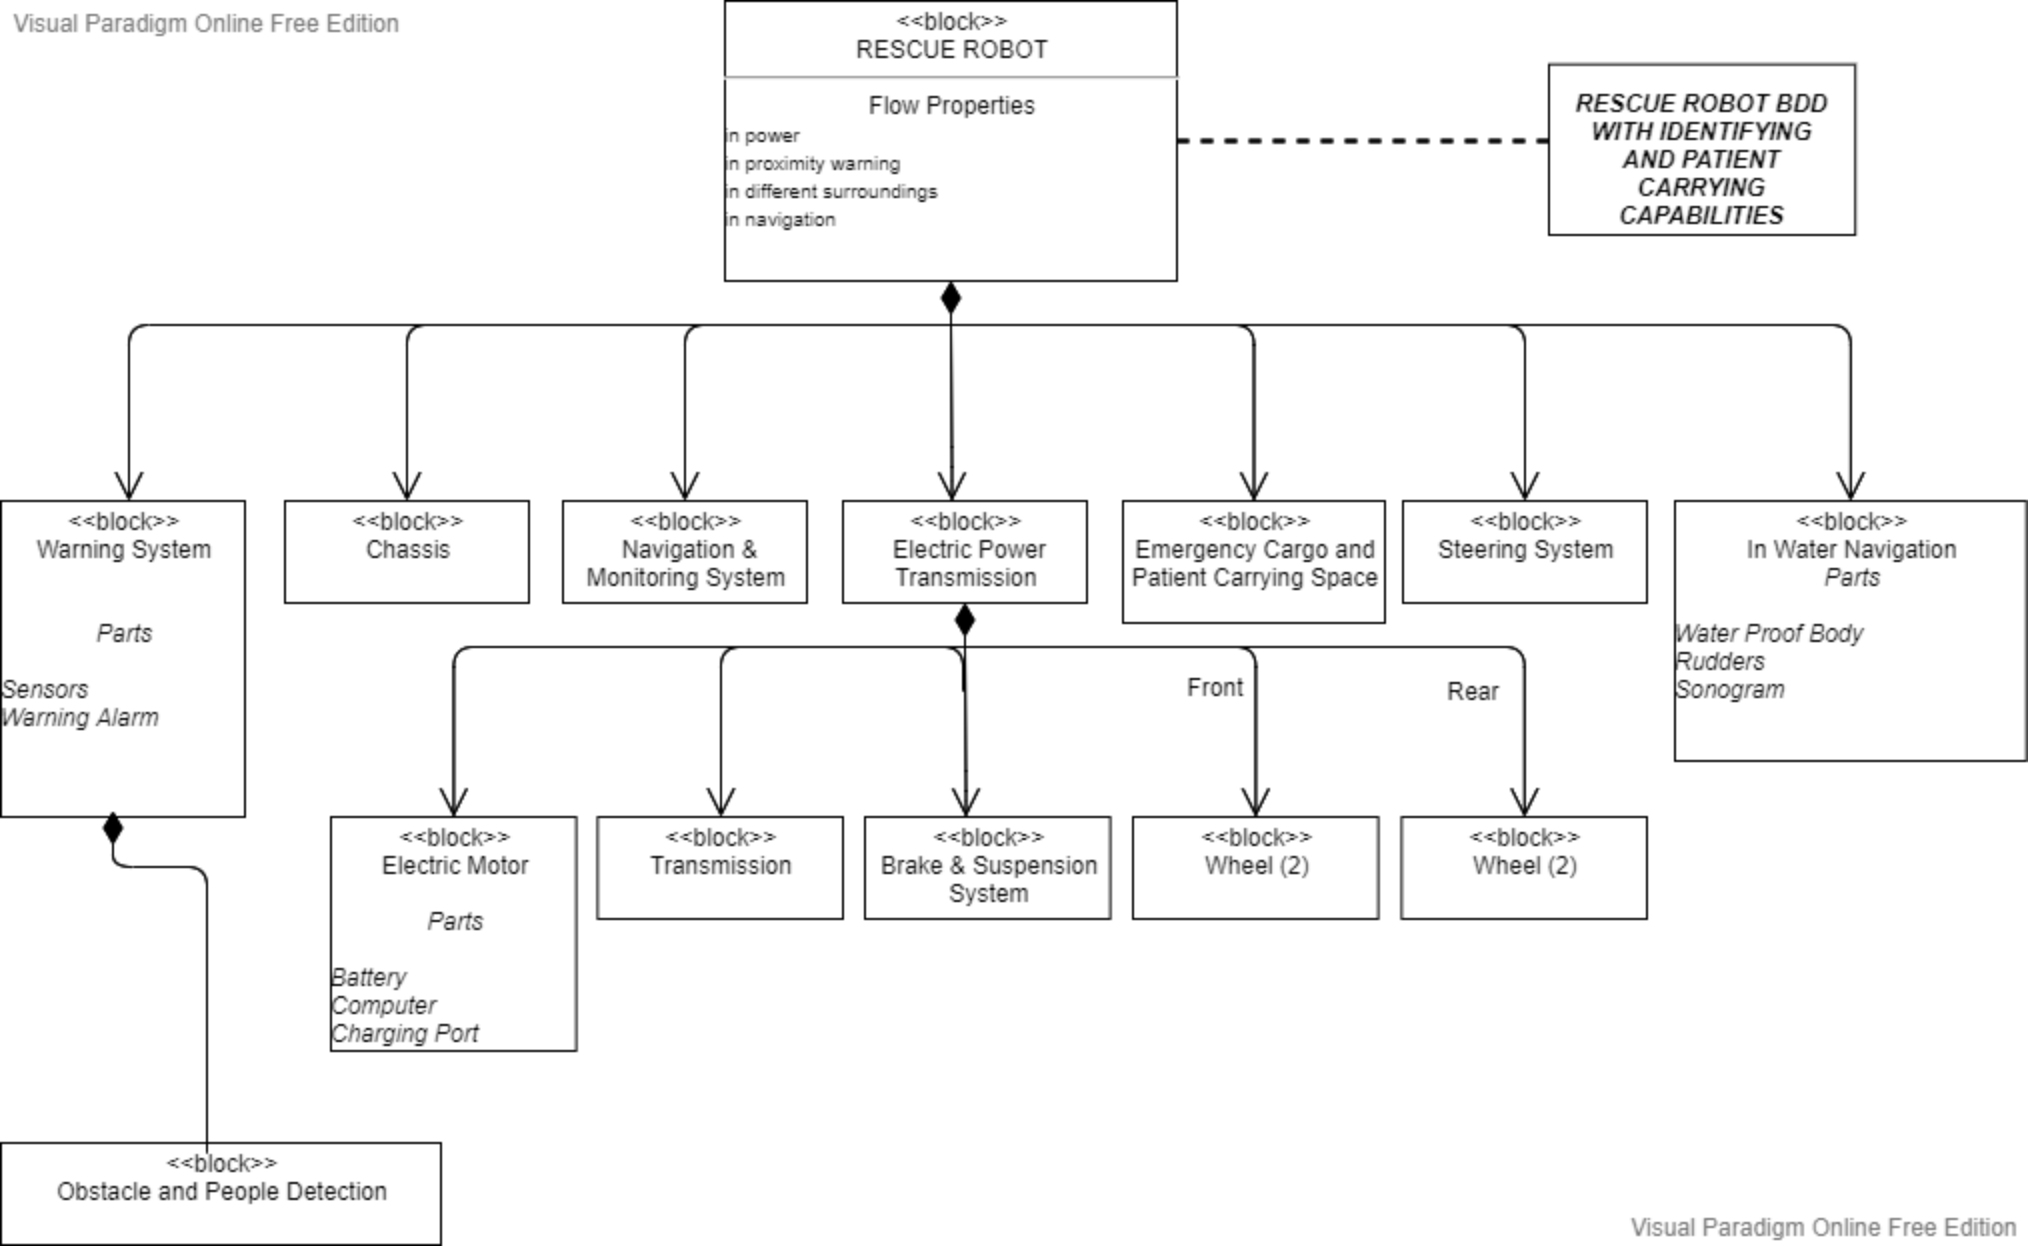 Visual Paradigm Online Free Edition
<<block>>
RESCUE ROBOT
Flow Properties
in power
in proximity warning
in different surroundings
in navigation
RESCUE ROBOT BDD
WITH IDENTIFYING
AND PATIENT
CARRYING
CAPABILITIES
<<block>>
Warning System
Parts
Sensors
Warning Alarm
<<block>>
Chassis
<<block>>
Navigation &
Monitoring System
<<block>>
Electric Power
Transmission
<<block>>
Emergency Cargo and
Patient Carrying Space
<<block>>
Steering System
<<block>>
In Water Navigation
Parts
Water Proof Body
Rudders
Sonogram
Front
Rear
<<block>>
Electric Motor
Parts
Battery
Computer
Charging Port
<<block>>
Transmission
<<block>>
Brake & Suspension
System
<<block>>
Wheel (2)
<<block>>
Wheel (2)
<<block>>
Obstacle and People Detection
Visual Paradigm Online Free Edition